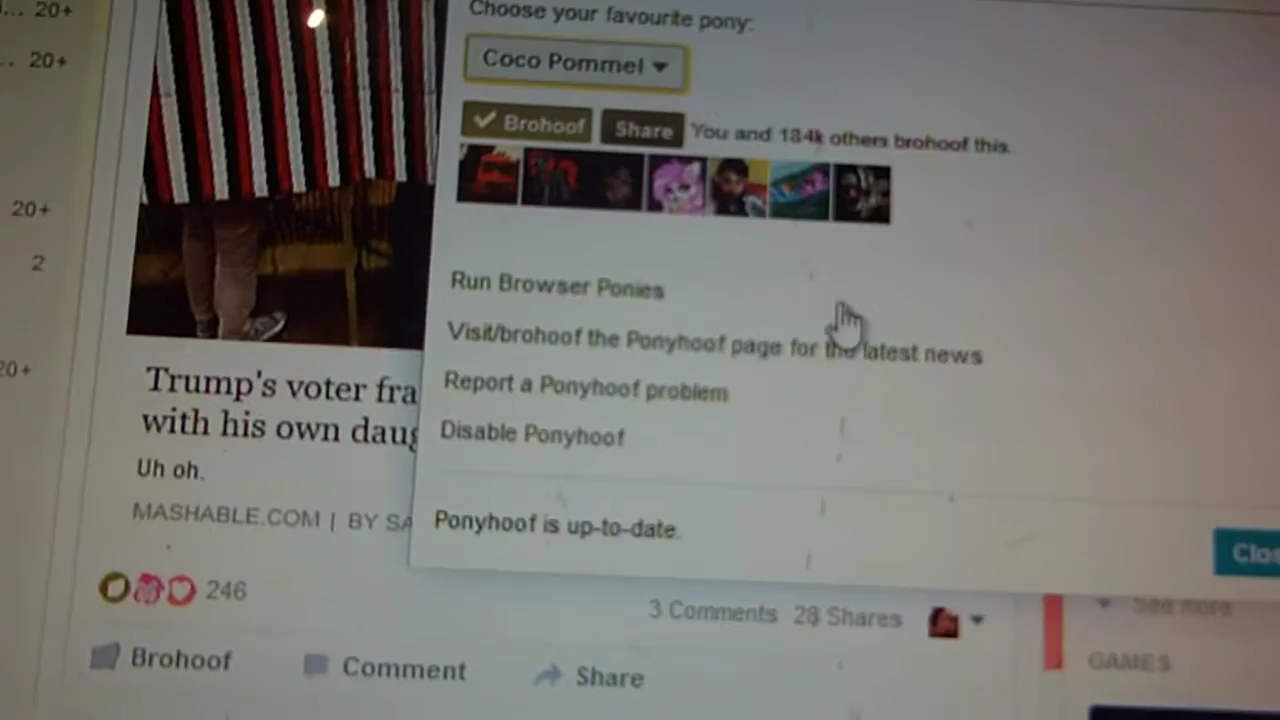 ... 20+
Choose your favourite pony:
.. 20+
Coco Pommel
Brohoof Share You and 184k others brohoof this.
20+
2
Run Browser Ponies
Visit/brohoof the Ponyhoof page for the latest news
20+
Trump's voter fra
Report a Ponyhoof problem
with his own daug
Disable Ponyhoof
Uh oh.
MASHABLE.COM | BY SA
Ponyhoof is up-to-date.
Clos
246
3 Comments 28 Shares
See more
Brohoof Comment Share
GAMES